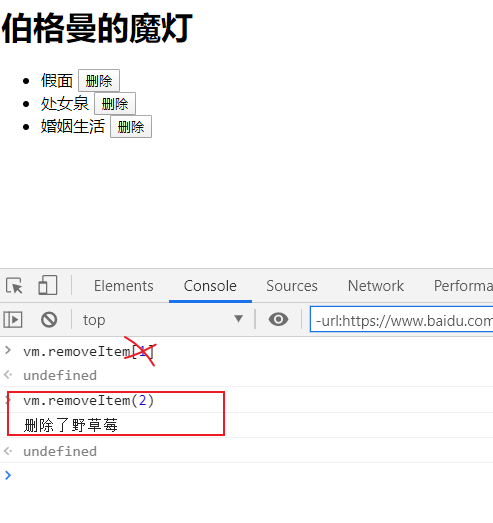 伯格曼的魔灯
假面 删除
处女泉 删除
婚姻生活 删除
Elements Console Sources Network Performa
top -url:https://www.baidu.com
vm.removeItem[1]
undefined
vm.removeItem(2)
删除了野草莓
undefined